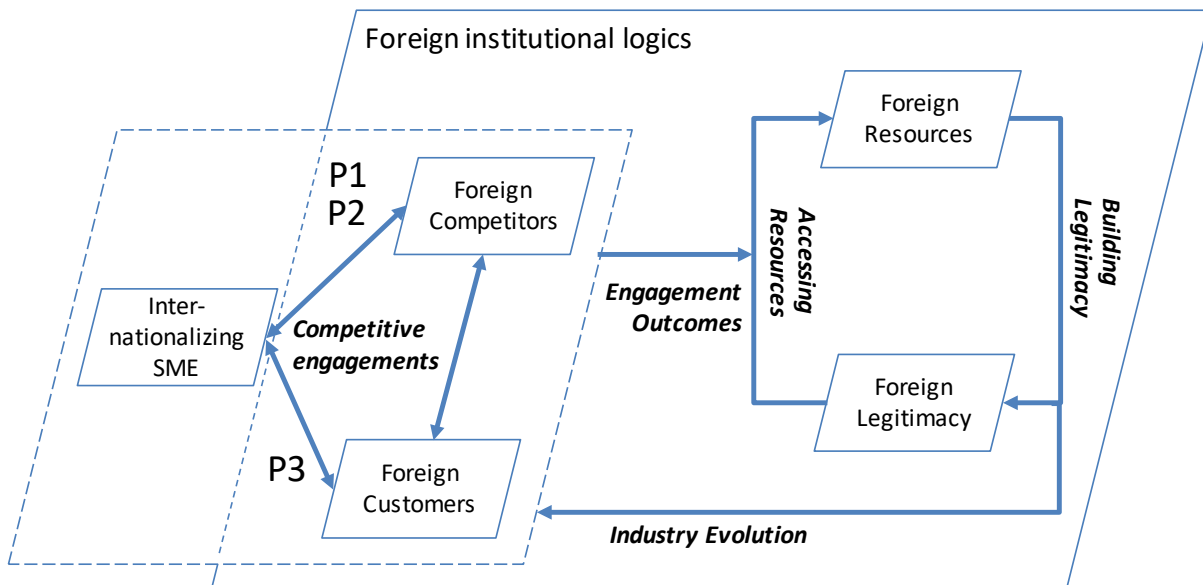 Foreign institutional logics
Foreign
Resources
P1
P2
Foreign
Competitors
Accessing
Resources
Building
Legitimacy
Inter-
nationalizing
SME
Competitive
engagements
Engagement
Outcomes
Foreign
Legitimacy
P3
Foreign
Customers
Industry Evolution